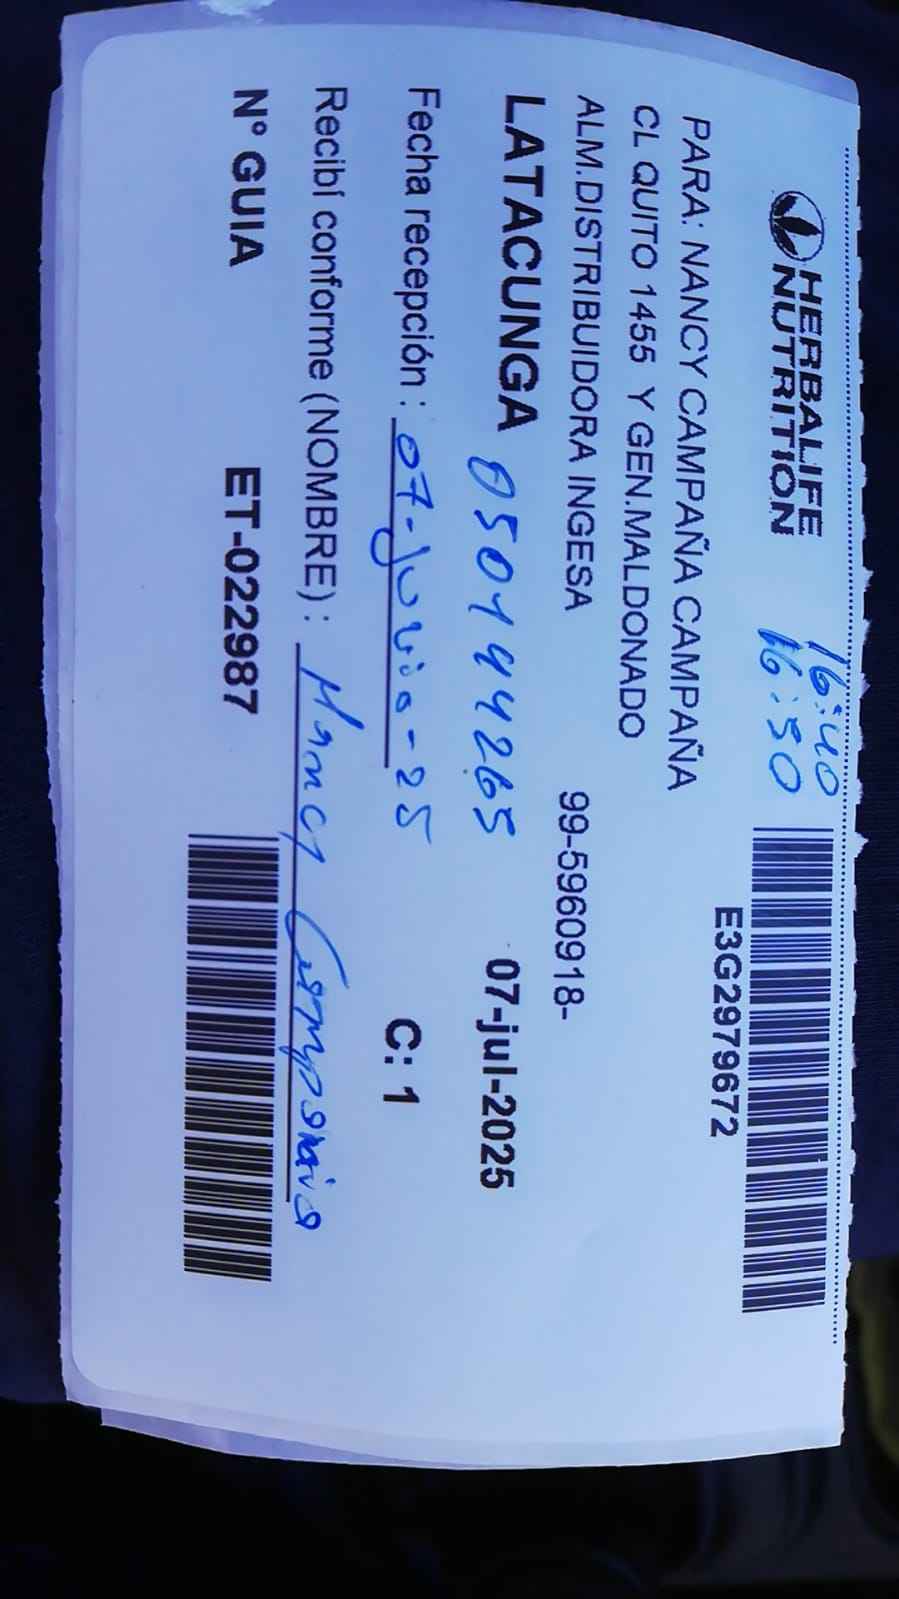 HERBALIFE
NUTRITION
16:40
16:50
E3G2979672
PARA: NANCY CAMPAÑA CAMPAÑA
CL QUITO 1455 Y GEN.MALDONADO
ALM.DISTRIBUIDORA INGESA 99-5960918-
LATACUNGA 0501444265 07-jul-2025
Fecha recepción : 07-julio-25 C: 1
Recibí conforme (NOMBRE) : Nancy Campaña
N° GUIA ET-022987